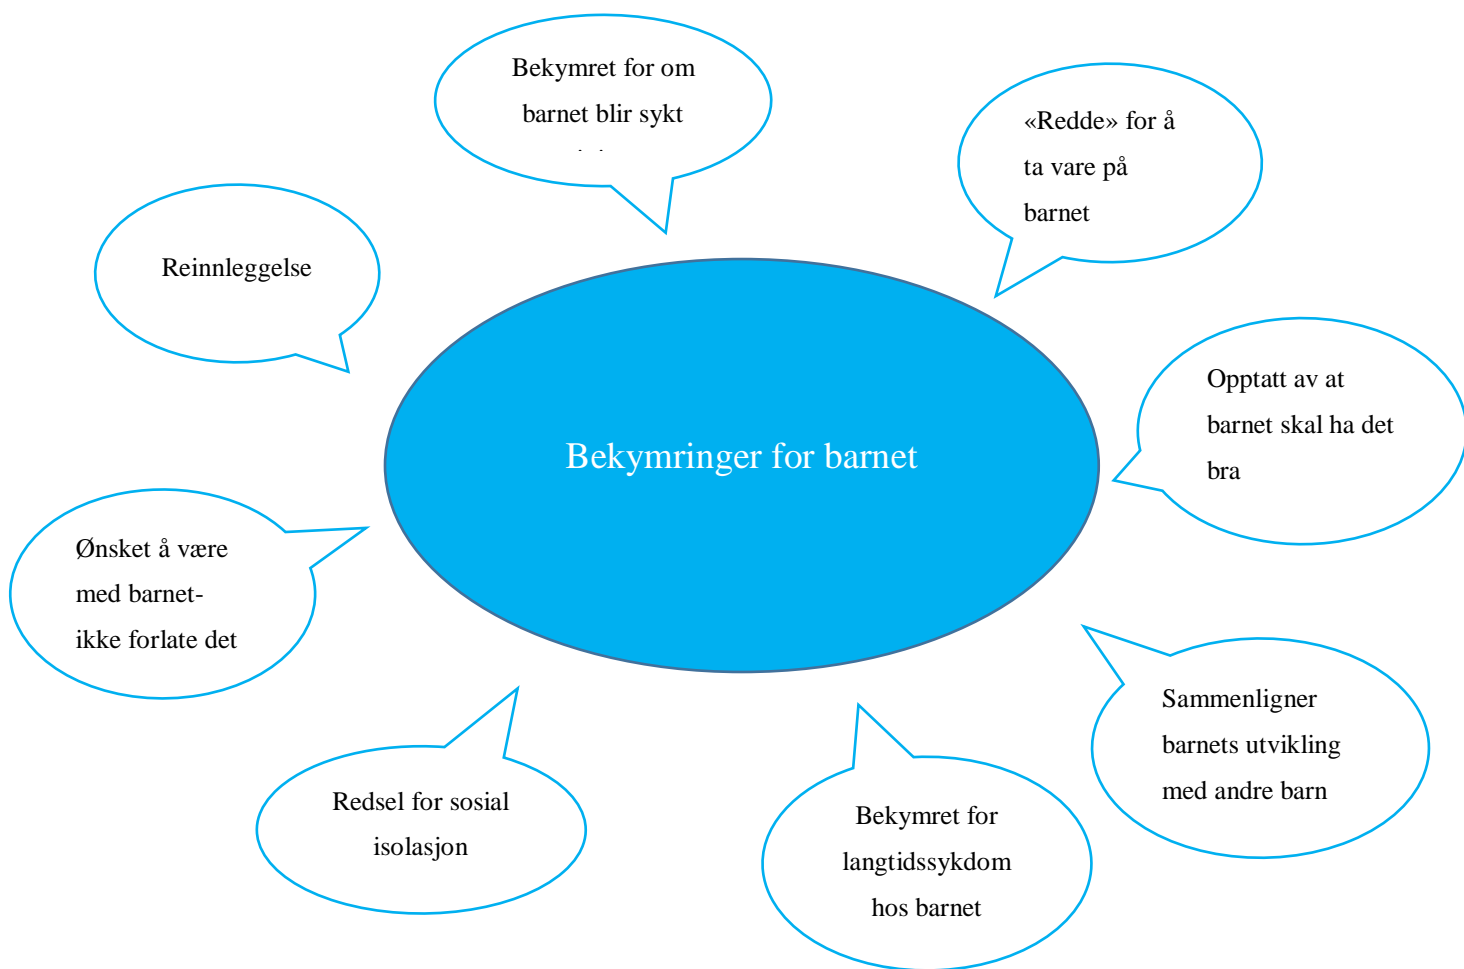 Bekymret for om
barnet blir sykt
«Redde» for å
ta vare på
barnet
Reinnleggelse
Opptatt av at
barnet skal ha det
bra
Bekymringer for barnet
Ønsket å være
med barnet-
ikke forlate det
Sammenligner
barnets utvikling
med andre barn
Redsel for sosial
isolasjon
Bekymret for
langtidssykdom
hos barnet